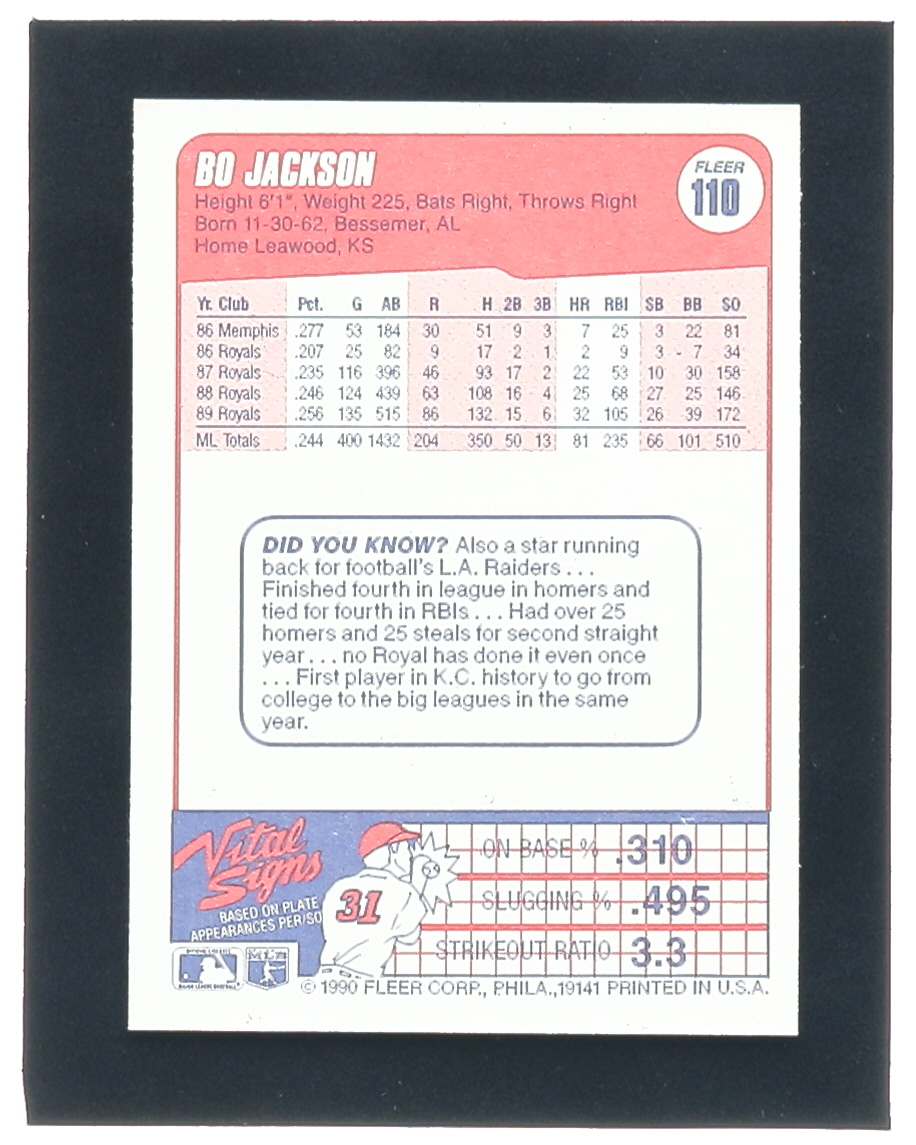 BO JACKSON
FLEER
110
Height 6'1", Weight 225, Bats Right, Throws Right
Born 11-30-62, Bessemer, AL
Home Leawood, KS
Yr. Club Pct. G AB R H 2B 3B HR RBI SB BB SO
86 Memphis .277 53 184 30 51 9 3 7 25 3 22 81
86 Royals .207 25 82 9 17 2 1 2 9 3 7 34
87 Royals .235 116 396 46 93 17 2 22 53 10 30 158
88 Royals .246 124 439 63 108 16 4 25 68 27 25 146
89 Royals .256 135 515 86 132 15 6 32 105 26 39 172
ML Totals .244 400 1432 204 350 50 13 81 235 66 101 510
DID YOU KNOW? Also a star running
back for football's L.A. Raiders . . .
Finished fourth in league in homers and
tied for fourth in RBIs . . . Had over 25
homers and 25 steals for second straight
year . . . no Royal has done it even once
. . . First player in K.C. history to go from
college to the big leagues in the same
year.
Vital
Signs
BASED ON PLATE
APPEARANCES PER/SO
31
ON BASE % .310
SLUGGING % .495
STRIKEOUT RATIO 3.3
MLB
© 1990 FLEER CORP., PHILA.,19141 PRINTED IN U.S.A.